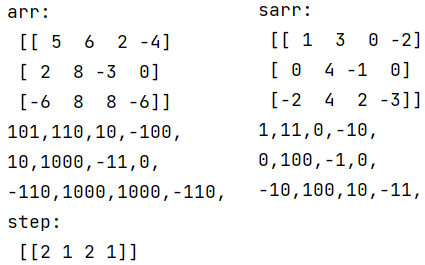 arr:
[[ 5  6  2 -4]
[ 2  8 -3  0]
[-6  8  8 -6]]
101,110,10,-100,
10,1000,-11,0,
-110,1000,1000,-110,
step:
[[2 1 2 1]]
sarr:
[[ 1  3  0 -2]
[ 0  4 -1  0]
[-2  4  2 -3]]
1,11,0,-10,
0,100,-1,0,
-10,100,10,-11,